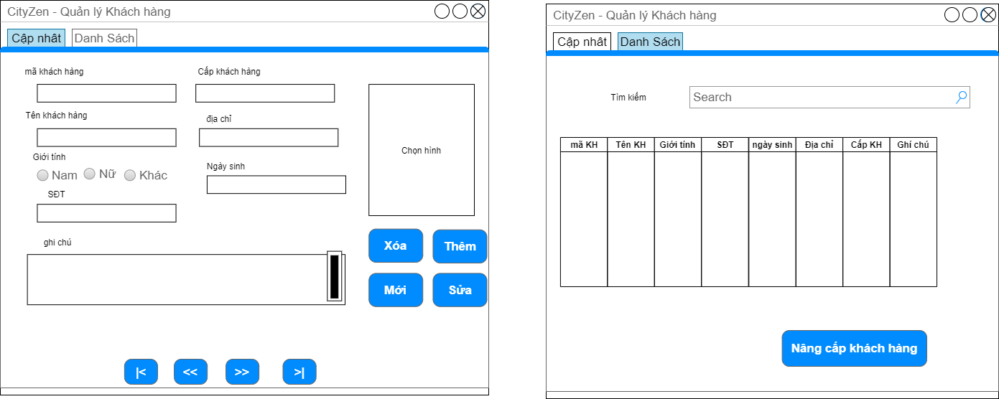 CityZen - Quản lý Khách hàng
Cập nhât
Danh Sách
mã khách hàng
Cấp khách hàng
Tên khách hàng
địa chỉ
Chọn hình
Giới tính
Nam
Nữ
Khác
Ngày sinh
SĐT
ghi chú
Xóa
Thêm
Mới
Sửa
|<
<<
>>
>|
CityZen - Quản lý Khách hàng
Cập nhât
Danh Sách
Tìm kiếm
Search
mã KH
Tên KH
Giới tính
SĐT
ngày sinh
Địa chỉ
Cấp KH
Ghí chú
Nâng cấp khách hàng